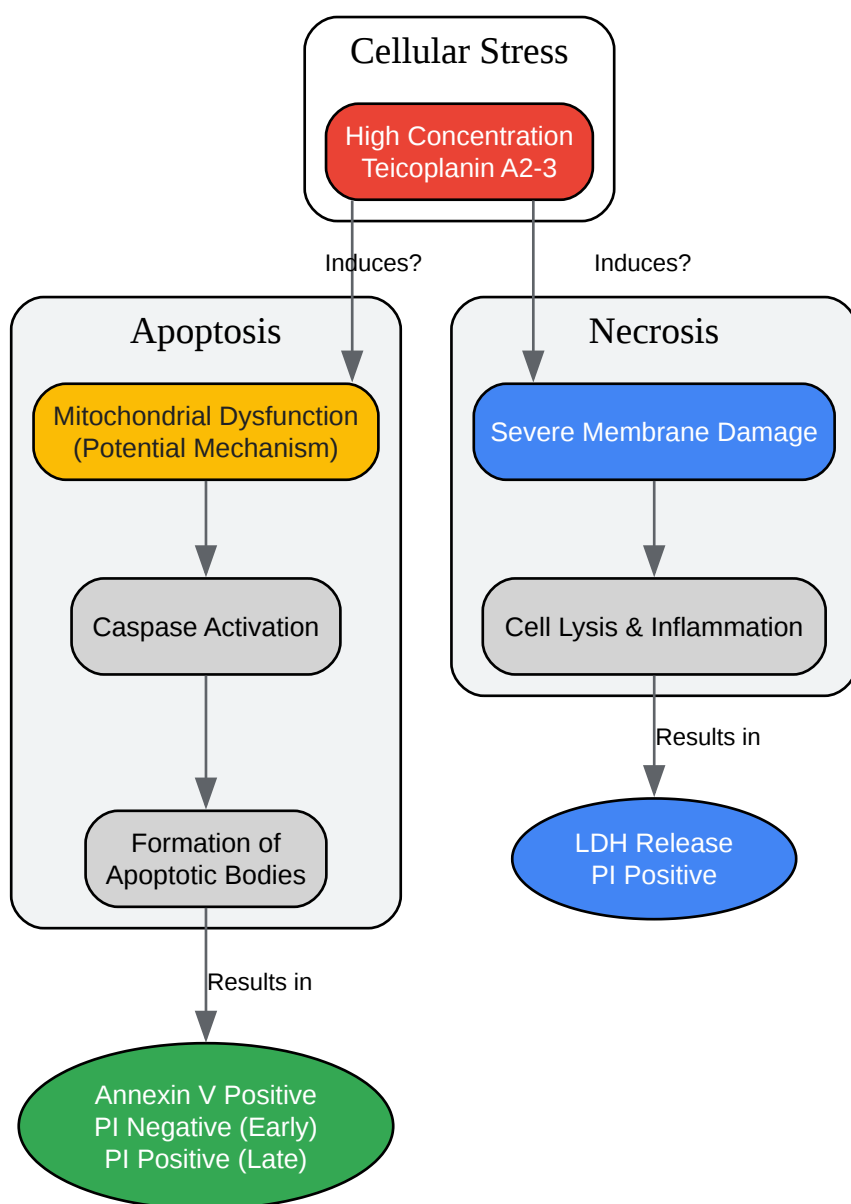 Cellular Stress
High Concentration
Teicoplanin A2-3
Induces?
Induces?
Apoptosis
Necrosis
Mitochondrial Dysfunction
(Potential Mechanism)
Severe Membrane Damage
Caspase Activation
Cell Lysis & Inflammation
Results in
Formation of
Apoptotic Bodies
LDH Release
PI Positive
Results in
Annexin V Positive
PI Negative (Early)
PI Positive (Late)